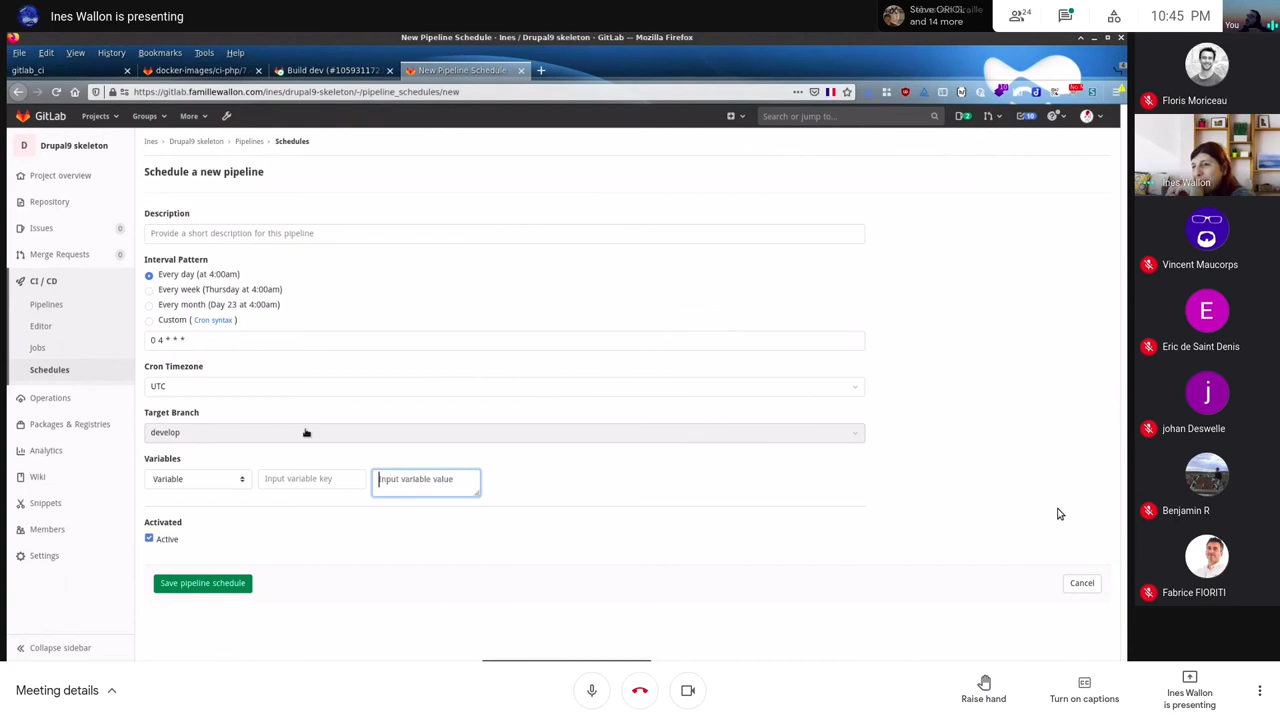 Ines Wallon is presenting
and 14 more
24
10:45 PM
You
New Pipeline Schedule - Ines / Drupal9 skeleton - GitLab - Mozilla Firefox
File Edit View History Bookmarks Tools Help
gitlab_ci
docker-images/ci-php/7.
Build dev (#105931172
New Pipeline Schedule
https://gitlab.famillewallon.com/ines/drupal9-skeleton/-/pipeline_schedules/new
GitLab Projects Groups More
Search or jump to...
2
10
D Drupal9 skeleton
Project overview
Repository
Issues 0
Merge Requests 0
CI / CD
Pipelines
Editor
Jobs
Schedules
Operations
Packages & Registries
Analytics
Wiki
Snippets
Members
Settings
Collapse sidebar
Ines > Drupal9 skeleton > Pipelines > Schedules
Schedule a new pipeline
Description
Provide a short description for this pipeline
Interval Pattern
Every day (at 4:00am)
Every week (Thursday at 4:00am)
Every month (Day 23 at 4:00am)
Custom ( Cron syntax )
0 4 * * *
Cron Timezone
UTC
Target Branch
develop
Variables
Variable
Input variable key
Input variable value
Activated
Active
Save pipeline schedule
Cancel
Floris Moriceau
Ines Wallon
Vincent Maucorps
E
Eric de Saint Denis
j
johan Deswelle
Benjamin R
Fabrice FIORITI
Meeting details
Raise hand
Turn on captions
Ines Wallon
is presenting